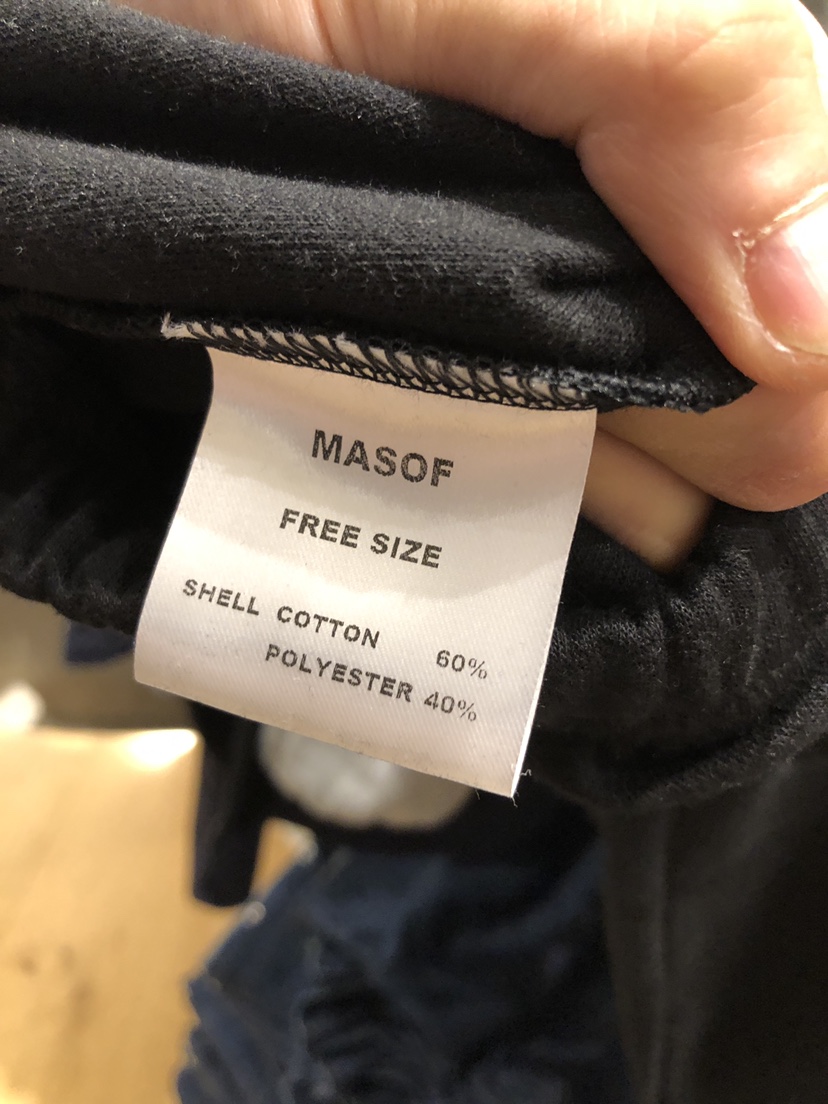 MASOF
FREE SIZE
SHELL COTTON 60%
POLYESTER 40%